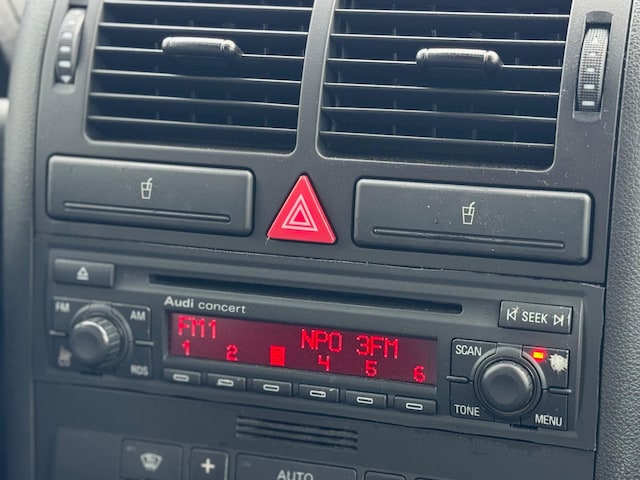 Audi concert
SEEK
FM
AM
RDS
FM1 NPO 3FM
1 2 4 5 6
SCAN
TONE
MENU
AUTO
+